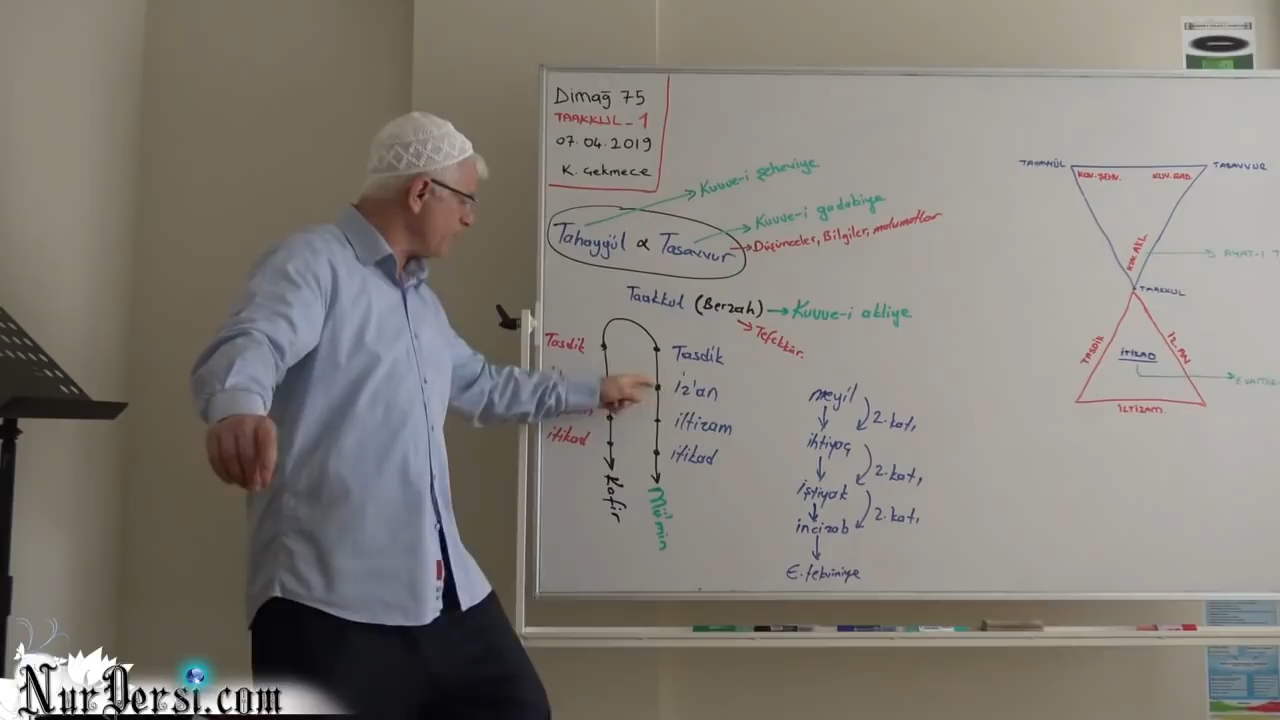 Dimağ 75
TAAKKUL-1
07.04.2019
K. Çekmece
Kuvve-i şeheviye
Tahayyül & Tasavvur
Kuvve-i gadabiye
Düşünceler, Bilgiler, malumatlar
Taakkul (Berzah) → Kuvve-i akliye
Tefekkür.
Tasdik
itikad
Kafir
Tasdik
iz'an
iltizam
itikad
Mü'min
meyil
2. kat,
ihtiyaç
2. kat,
iştiyak
2. kat,
incizab
E. tekviniye
TAHAYYÜL
TASAVVUR
KUV. ŞEHV.
KUV. GAD.
KUV. AKL
TAAKKUL
TASDİK
İZ.AN
İTİKAD
İLTİZAM
NurDersi.com